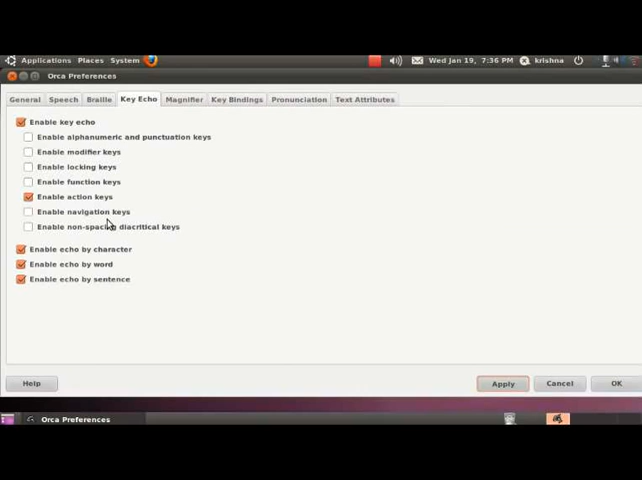 Applications Places System Wed Jan 19, 7:36 PM krishna
Orca Preferences
General Speech Braille Key Echo Magnifier Key Bindings Pronunciation Text Attributes
Enable key echo
Enable alphanumeric and punctuation keys
Enable modifier keys
Enable locking keys
Enable function keys
Enable action keys
Enable navigation keys
Enable non-spacing diacritical keys
Enable echo by character
Enable echo by word
Enable echo by sentence
Help Apply Cancel OK
Orca Preferences